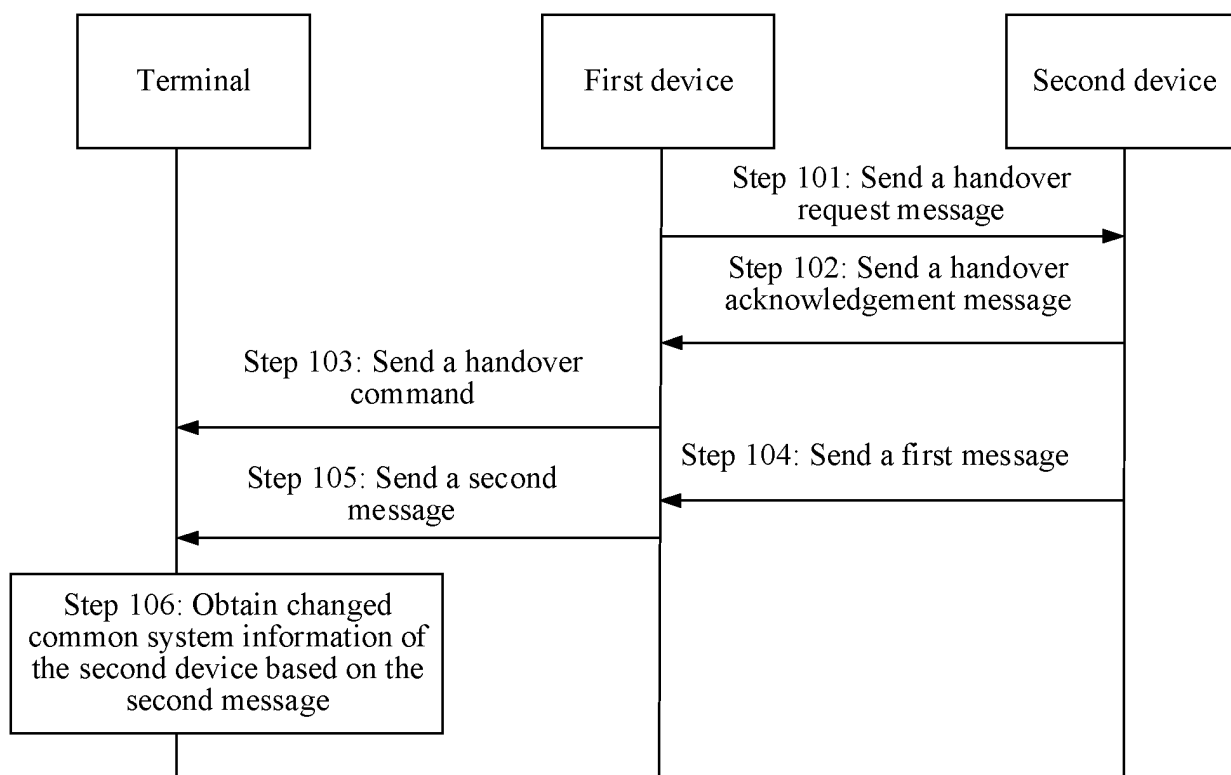 Terminal
First device
Second device
Step 101: Send a handover
request message
Step 102: Send a handover
acknowledgement message
Step 103: Send a handover
command
Step 104: Send a first message
Step 105: Send a second
message
Step 106: Obtain changed
common system information of
the second device based on the
second message